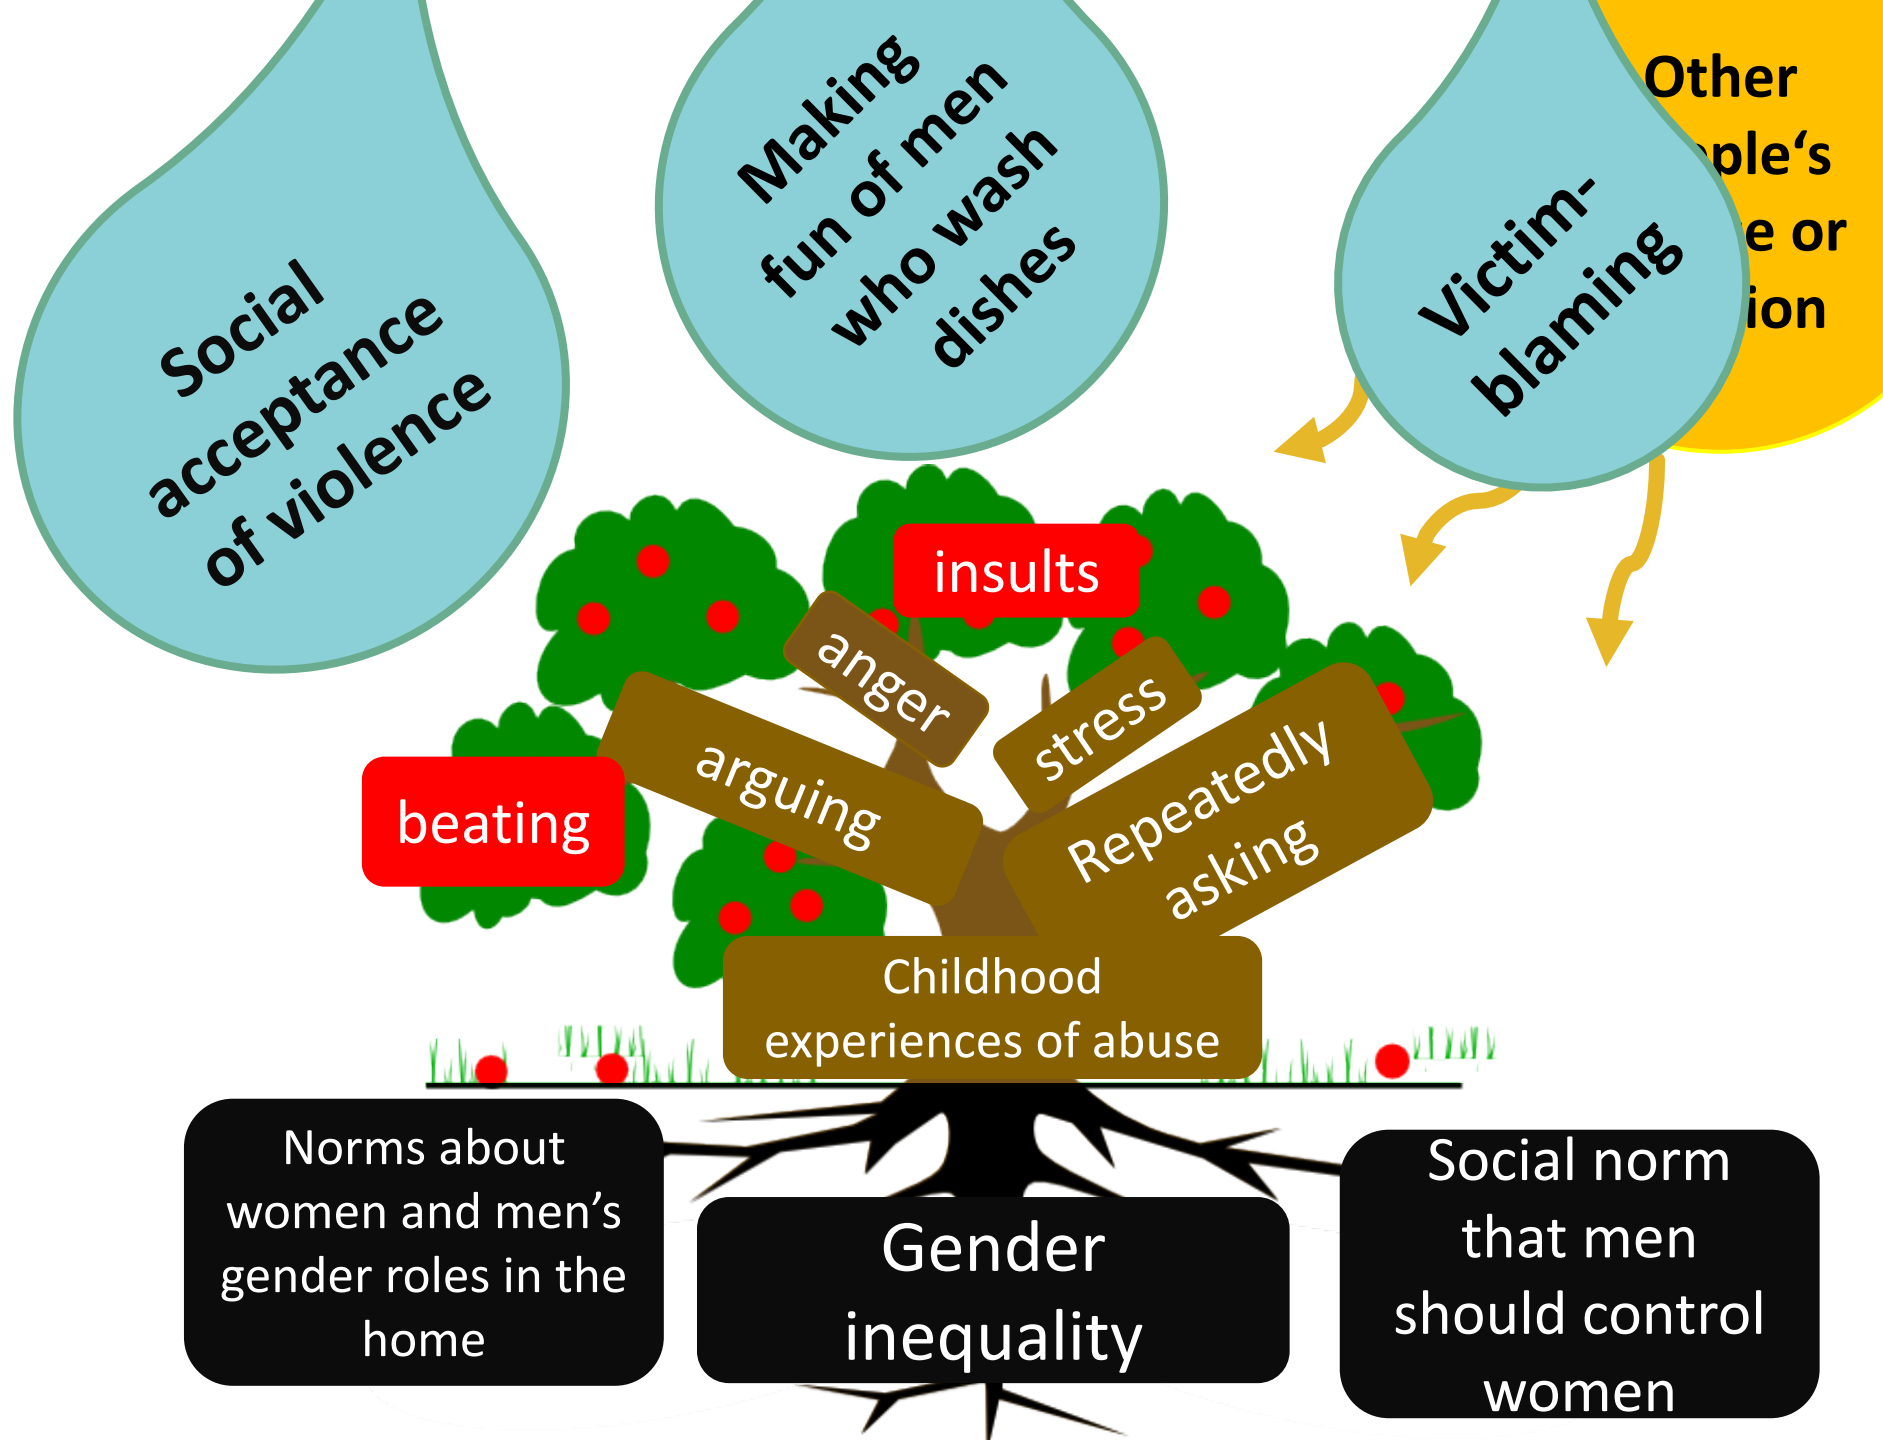 Social
acceptance
of violence
Making
fun of men
who wash
dishes
Victim-
blaming
Other
or
insults
anger
stress
arguing
Repeatedly
asking
beating
Childhood
experiences of abuse
Norms about
women and men’s
gender roles in the
home
Gender
inequality
Social norm
that men
should control
women